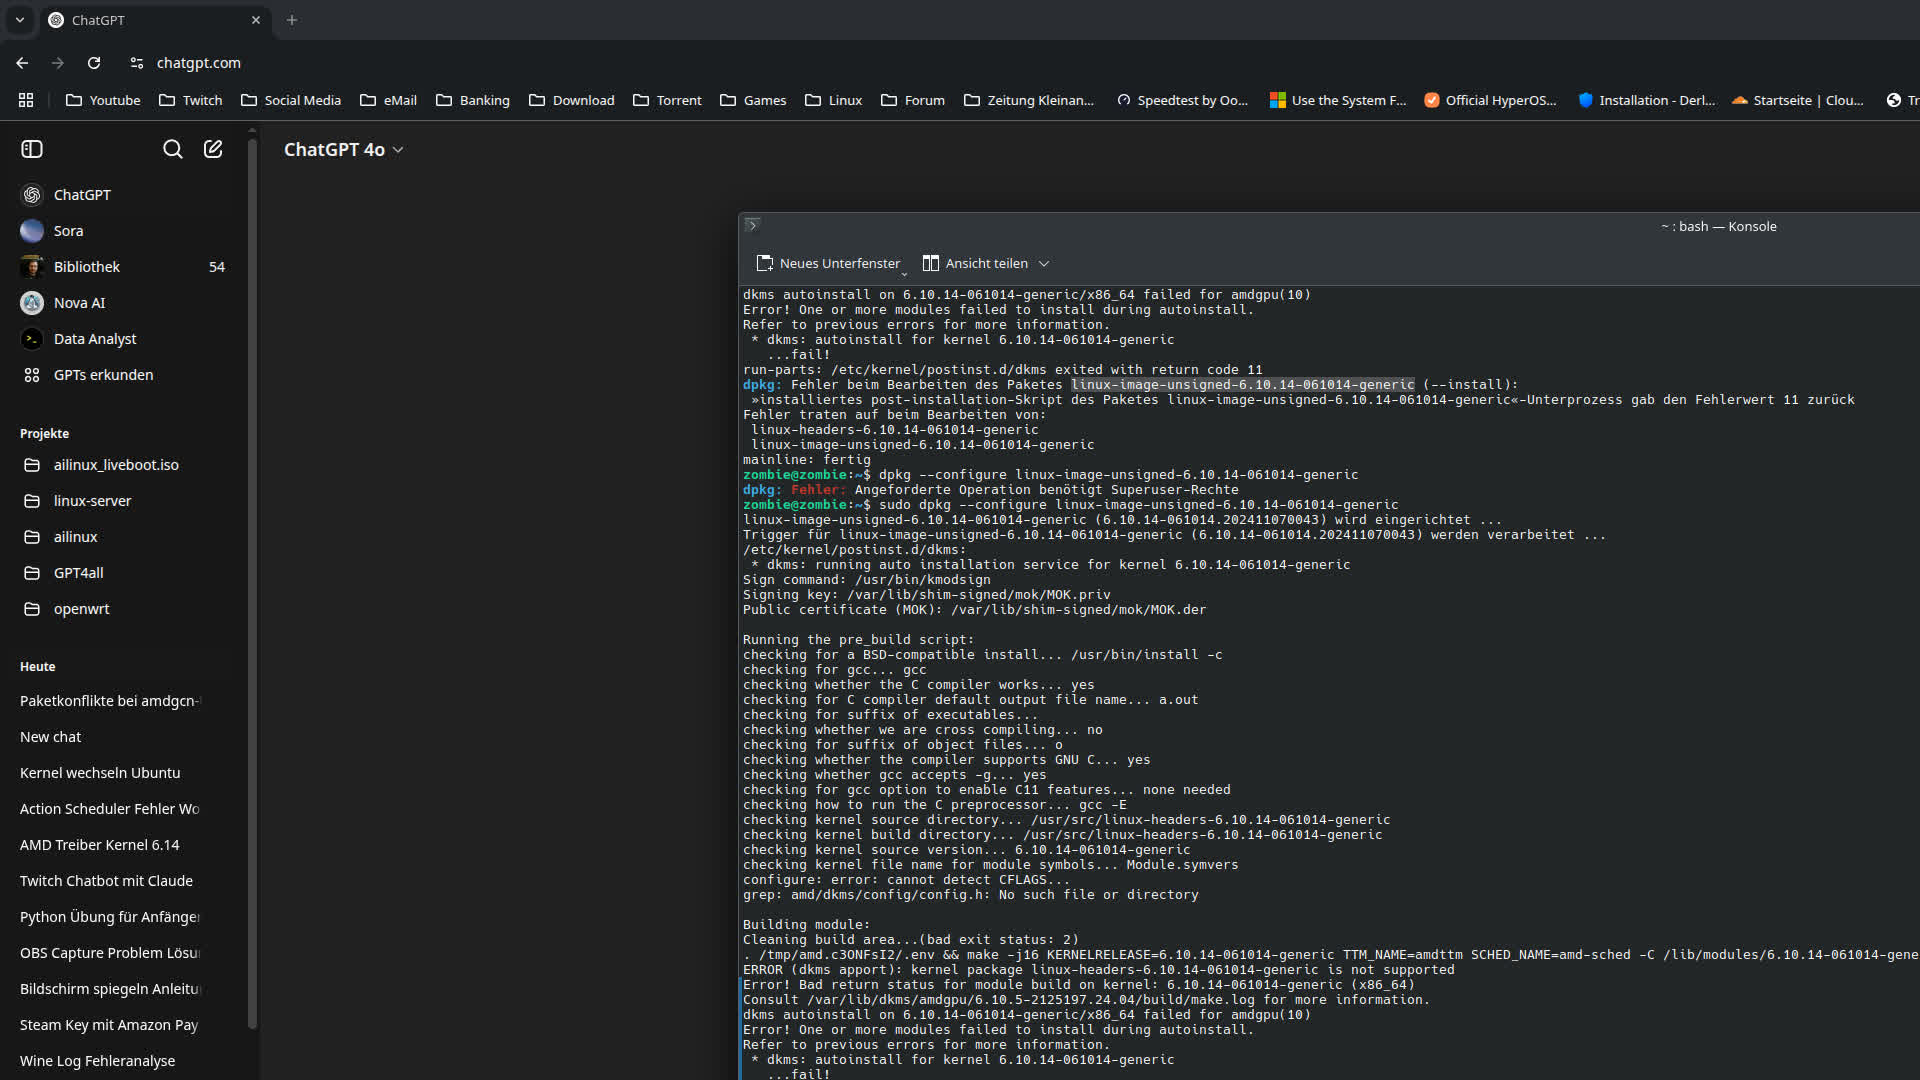 ChatGPT
chatgpt.com
Youtube
Twitch
Social Media
eMail
Banking
Download
Torrent
Games
Linux
Forum
Zeitung Kleinan...
Speedtest by Oo...
Use the System F...
Official HyperOS...
Installation - Derl...
Startseite | Clou...
Tr
ChatGPT 4o
ChatGPT
Sora
Bibliothek 54
Nova AI
Data Analyst
GPTs erkunden
Projekte
ailinux_liveboot.iso
linux-server
ailinux
GPT4all
openwrt
Heute
Paketkonflikte bei amdgcn-
New chat
Kernel wechseln Ubuntu
Action Scheduler Fehler Wo
AMD Treiber Kernel 6.14
Twitch Chatbot mit Claude
Python Übung für Anfänger
OBS Capture Problem Lösu
Bildschirm spiegeln Anleitu
Steam Key mit Amazon Pay
Wine Log Fehleranalyse
~ : bash — Konsole
Neues Unterfenster
Ansicht teilen
dkms autoinstall on 6.10.14-061014-generic/x86_64 failed for amdgpu(10)
Error! One or more modules failed to install during autoinstall.
Refer to previous errors for more information.
 * dkms: autoinstall for kernel 6.10.14-061014-generic
   ...fail!
run-parts: /etc/kernel/postinst.d/dkms exited with return code 11
dpkg: Fehler beim Bearbeiten des Paketes linux-image-unsigned-6.10.14-061014-generic (--install):
 »installiertes post-installation-Skript des Paketes linux-image-unsigned-6.10.14-061014-generic«-Unterprozess gab den Fehlerwert 11 zurück
Fehler traten auf beim Bearbeiten von:
 linux-headers-6.10.14-061014-generic
 linux-image-unsigned-6.10.14-061014-generic
mainline: fertig
zombie@zombie:~$ dpkg --configure linux-image-unsigned-6.10.14-061014-generic
dpkg: Fehler: Angeforderte Operation benötigt Superuser-Rechte
zombie@zombie:~$ sudo dpkg --configure linux-image-unsigned-6.10.14-061014-generic
linux-image-unsigned-6.10.14-061014-generic (6.10.14-061014.202411070043) wird eingerichtet ...
Trigger für linux-image-unsigned-6.10.14-061014-generic (6.10.14-061014.202411070043) werden verarbeitet ...
/etc/kernel/postinst.d/dkms:
 * dkms: running auto installation service for kernel 6.10.14-061014-generic
Sign command: /usr/bin/kmodsign
Signing key: /var/lib/shim-signed/mok/MOK.priv
Public certificate (MOK): /var/lib/shim-signed/mok/MOK.der
Running the pre_build script:
checking for a BSD-compatible install... /usr/bin/install -c
checking for gcc... gcc
checking whether the C compiler works... yes
checking for C compiler default output file name... a.out
checking for suffix of executables...
checking whether we are cross compiling... no
checking for suffix of object files... o
checking whether the compiler supports GNU C... yes
checking whether gcc accepts -g... yes
checking for gcc option to enable C11 features... none needed
checking how to run the C preprocessor... gcc -E
checking kernel source directory... /usr/src/linux-headers-6.10.14-061014-generic
checking kernel build directory... /usr/src/linux-headers-6.10.14-061014-generic
checking kernel source version... 6.10.14-061014-generic
checking kernel file name for module symbols... Module.symvers
configure: error: cannot detect CFLAGS...
grep: amd/dkms/config/config.h: No such file or directory
Building module:
Cleaning build area...(bad exit status: 2)
. /tmp/amd.c3ONFsI2/.env && make -j16 KERNELRELEASE=6.10.14-061014-generic TTM_NAME=amdttm SCHED_NAME=amd-sched -C /lib/modules/6.10.14-061014-gene
ERROR (dkms apport): kernel package linux-headers-6.10.14-061014-generic is not supported
Error! Bad return status for module build on kernel: 6.10.14-061014-generic (x86_64)
Consult /var/lib/dkms/amdgpu/6.10.5-2125197.24.04/build/make.log for more information.
dkms autoinstall on 6.10.14-061014-generic/x86_64 failed for amdgpu(10)
Error! One or more modules failed to install during autoinstall.
Refer to previous errors for more information.
 * dkms: autoinstall for kernel 6.10.14-061014-generic
   ...fail!